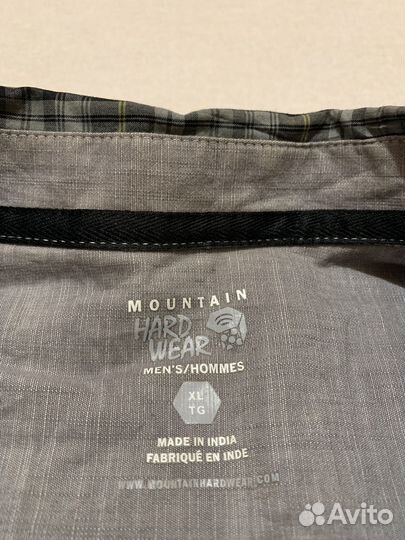 MOUNTAIN
HARD
WEAR
MEN'S/HOMMES
XL
TG
MADE IN INDIA
FABRIQUÉ EN INDE
WWW.MOUNTAINHARDWEAR.COM
Avito